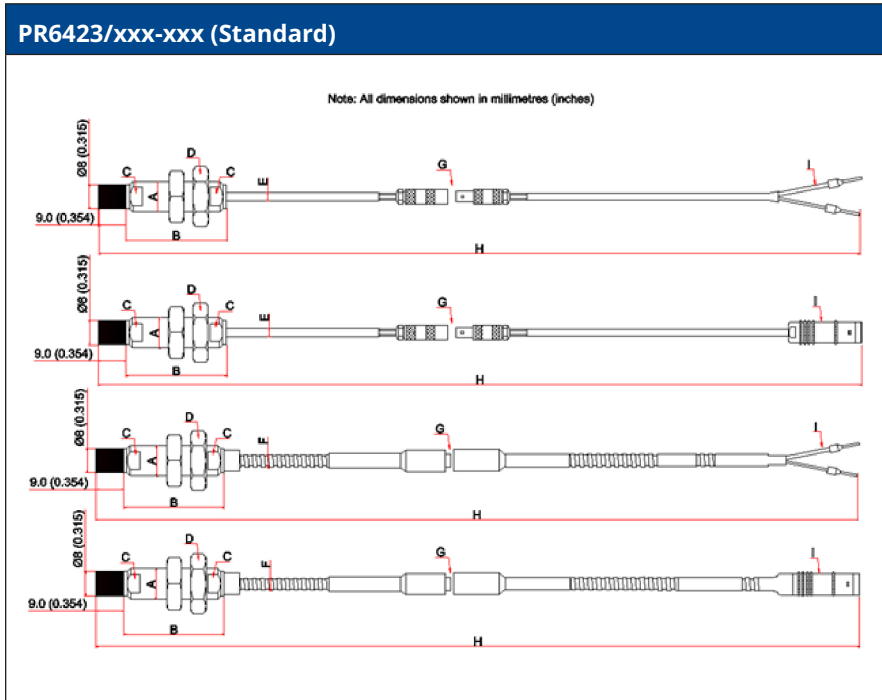 PR6423/xxx-xxx (Standard)
Note: All dimensions shown in millimetres (inches)
Ø8 (0.315)
C
A
D
C
E
G
I
9.0 (0,354)
B
H
Ø8 (0.315)
C
A
D
C
E
G
I
9.0 (0.354)
B
H
Ø8 (0.315)
C
A
D
C
F
G
I
9.0 (0.354)
B
H
Ø8 (0.315)
C
A
D
C
F
G
I
9.0 (0.354)
B
H